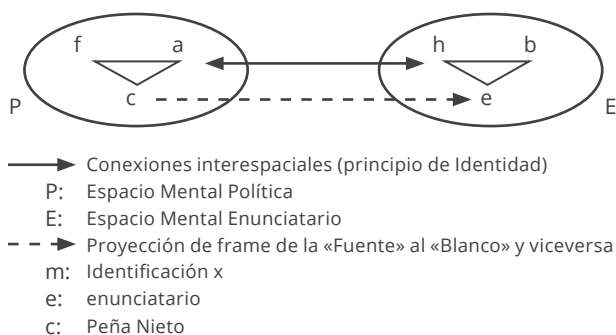 f a h b
c e
P E
Conexiones interespaciales (principio de Identidad)
P: Espacio Mental Política
E: Espacio Mental Enunciatario
Proyección de frame de la «Fuente» al «Blanco» y viceversa
m: Identificación x
e: enunciatario
c: Peña Nieto